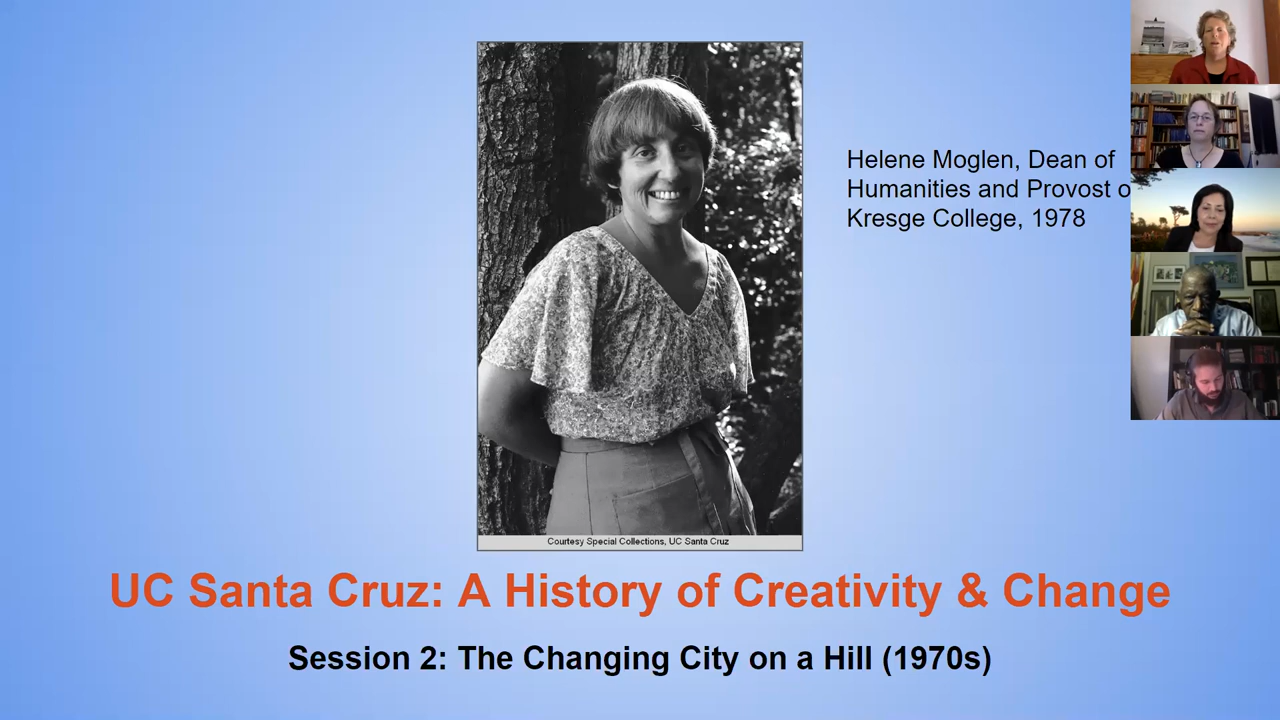 Helene Moglen, Dean of
Humanities and Provost o
Kresge College, 1978
Courtesy Special Collections, UC Santa Cruz
UC Santa Cruz: A History of Creativity & Change
Session 2: The Changing City on a Hill (1970s)